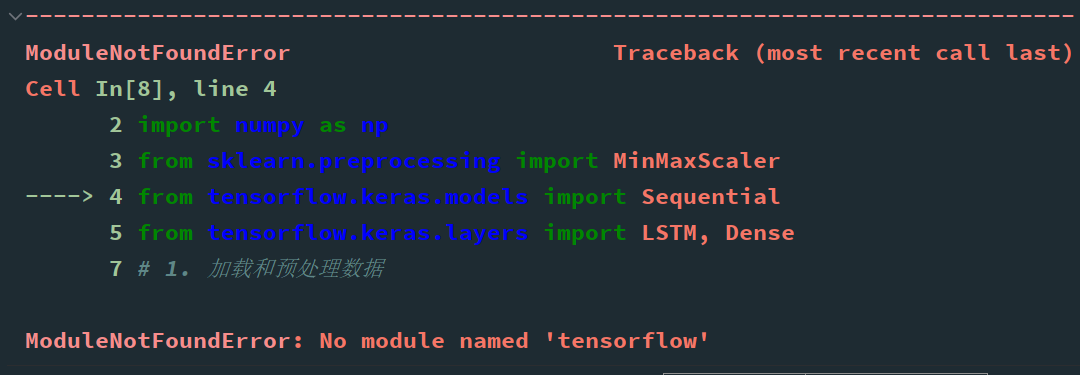 ---------------------------------------------------------------------------
ModuleNotFoundError                       Traceback (most recent call last)
Cell In[8], line 4
      2 import numpy as np
      3 from sklearn.preprocessing import MinMaxScaler
----> 4 from tensorflow.keras.models import Sequential
      5 from tensorflow.keras.layers import LSTM, Dense
      7 # 1. 加载和预处理数据
ModuleNotFoundError: No module named 'tensorflow'